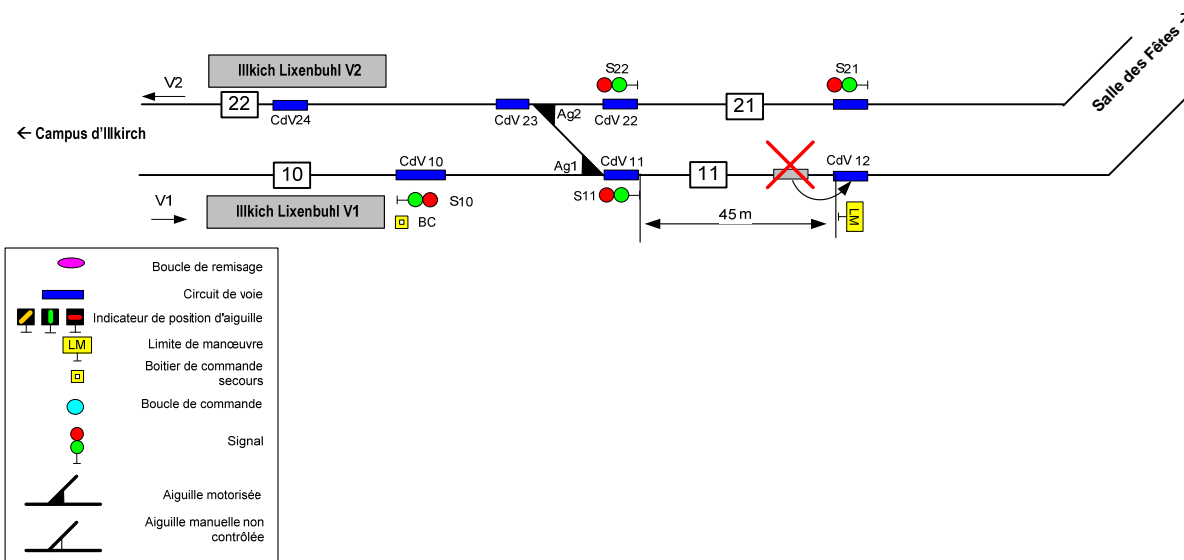 Illkich Lixenbuhl V2
S22
S21
V2
22
CdV24
CdV 23
Ag2
CdV 22
21
Salle des Fêtes →
← Campus d'Illkirch
Ag1
CdV 10
CdV 11
CdV 12
10
11
V1
Illkich Lixenbuhl V1
S10
BC
S11
45 m
LM
Boucle de remisage
Circuit de voie
Indicateur de position d'aiguille
LM
Limite de manœuvre
Boitier de commande
secours
Boucle de commande
Signal
Aiguille motorisée
Aiguille manuelle non
contrôlée